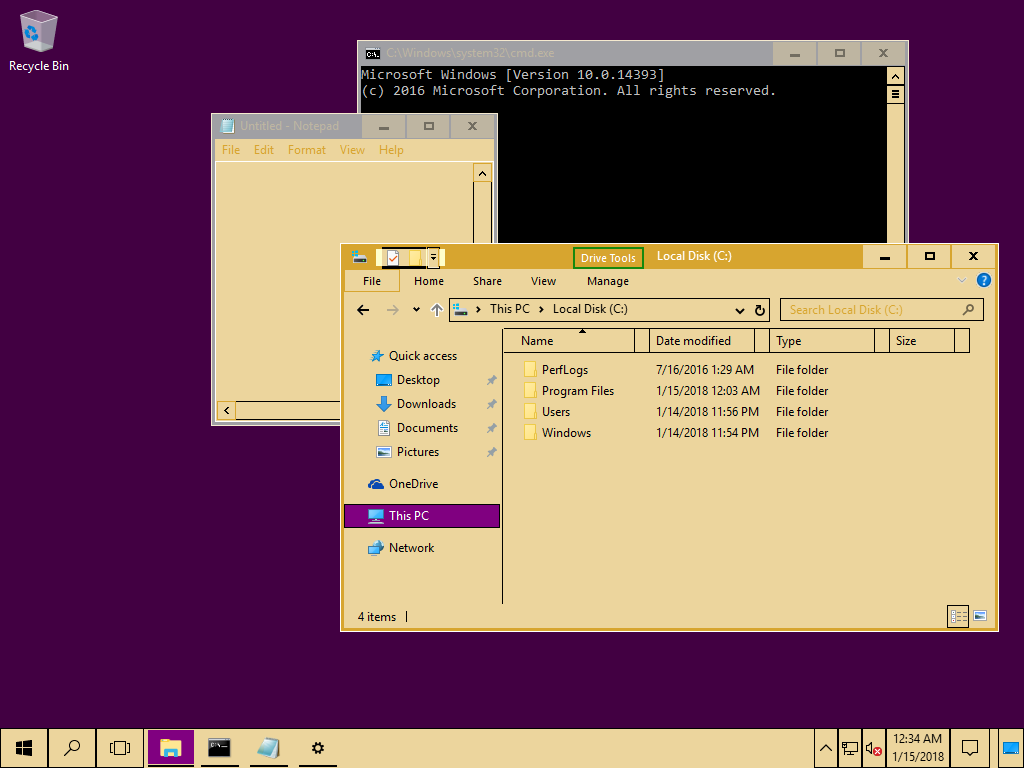 Recycle Bin
C:\Windows\system32\cmd.exe
Microsoft Windows [Version 10.0.14393]
(c) 2016 Microsoft Corporation. All rights reserved.
Untitled - Notepad
File Edit Format View Help
Drive Tools Local Disk (C:)
File Home Share View Manage
This PC Local Disk (C:) Search Local Disk (C:)
Name Date modified Type Size
Quick access
Desktop
Downloads
Documents
Pictures
OneDrive
This PC
Network
PerfLogs 7/16/2016 1:29 AM File folder
Program Files 1/15/2018 12:03 AM File folder
Users 1/14/2018 11:56 PM File folder
Windows 1/14/2018 11:54 PM File folder
4 items
12:34 AM
1/15/2018